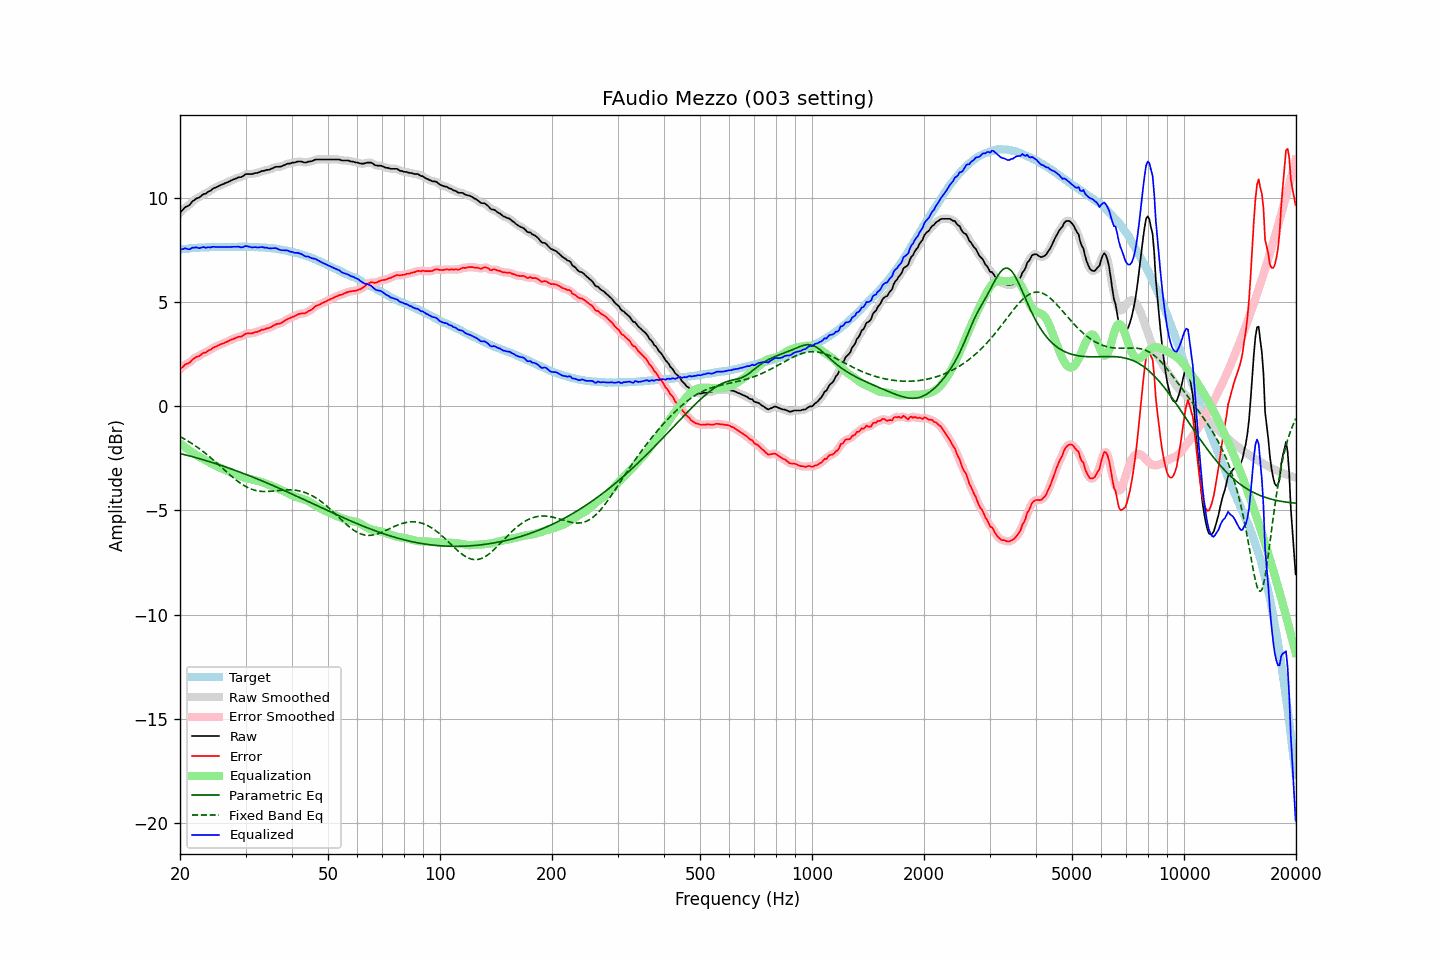 FAudio Mezzo (003 setting)
Amplitude (dBr)
10
5
0
−5
−10
−15
−20
Target
Raw Smoothed
Error Smoothed
Raw
Error
Equalization
Parametric Eq
Fixed Band Eq
Equalized
20 50 100 200 500 1000 2000 5000 10000 20000
Frequency (Hz)